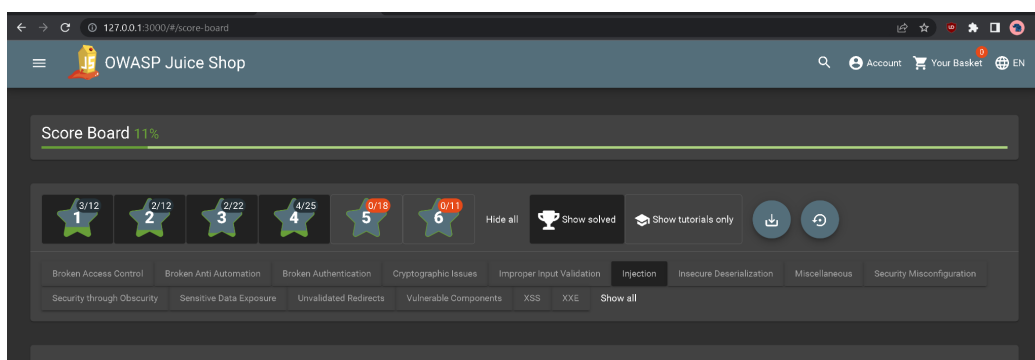 127.0.0.1:3000/#/score-board
OWASP Juice Shop
Account
Your Basket
0
EN
Score Board 11%
3/12
1
2/12
2
2/22
3
4/25
4
0/18
5
0/11
6
Hide all
Show solved
Show tutorials only
Broken Access Control Broken Anti Automation Broken Authentication Cryptographic Issues Improper Input Validation Injection Insecure Deserialization Miscellaneous Security Misconfiguration
Security through Obscurity Sensitive Data Exposure Unvalidated Redirects Vulnerable Components XSS XXE Show all